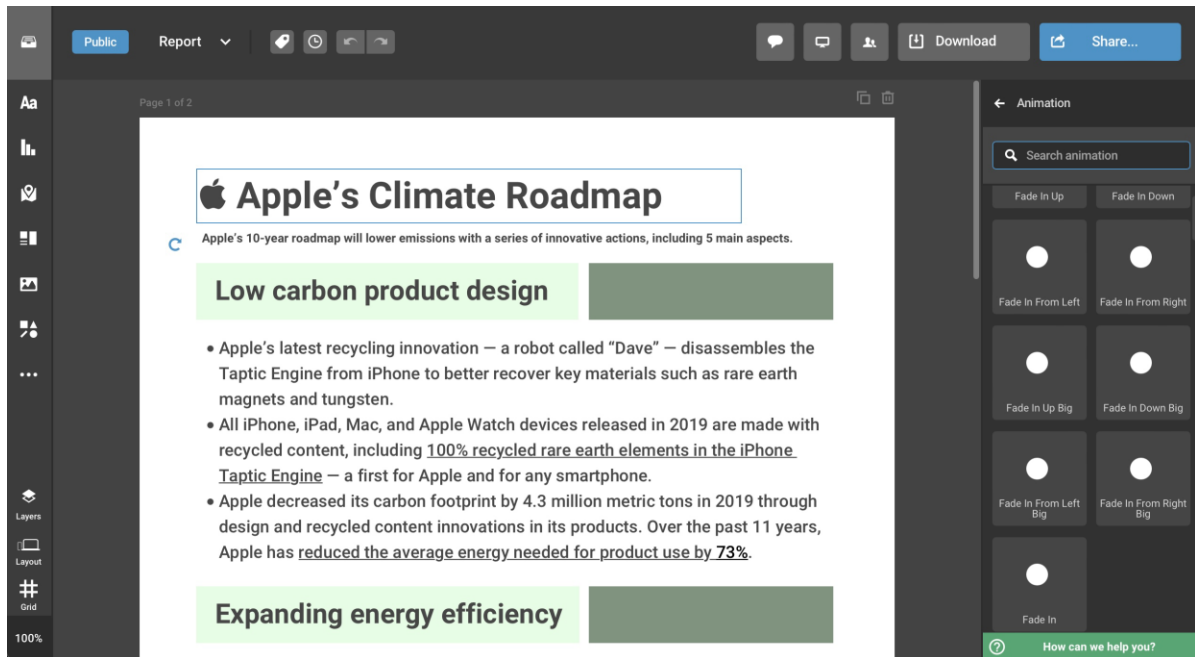 Public
Report
Download
Share...
Aa
Page 1 of 2
Animation
Search animation
Apple’s Climate Roadmap
Apple’s 10-year roadmap will lower emissions with a series of innovative actions, including 5 main aspects.
Low carbon product design
• Apple’s latest recycling innovation — a robot called “Dave” — disassembles the
Taptic Engine from iPhone to better recover key materials such as rare earth
magnets and tungsten.
• All iPhone, iPad, Mac, and Apple Watch devices released in 2019 are made with
recycled content, including 100% recycled rare earth elements in the iPhone
Taptic Engine — a first for Apple and for any smartphone.
• Apple decreased its carbon footprint by 4.3 million metric tons in 2019 through
design and recycled content innovations in its products. Over the past 11 years,
Apple has reduced the average energy needed for product use by 73%.
Expanding energy efficiency
Fade In Up
Fade In Down
Fade In From Left
Fade In From Right
Fade In Up Big
Fade In Down Big
Fade In From Left
Big
Fade In From Right
Big
Fade In
Layers
Layout
Grid
100%
How can we help you?